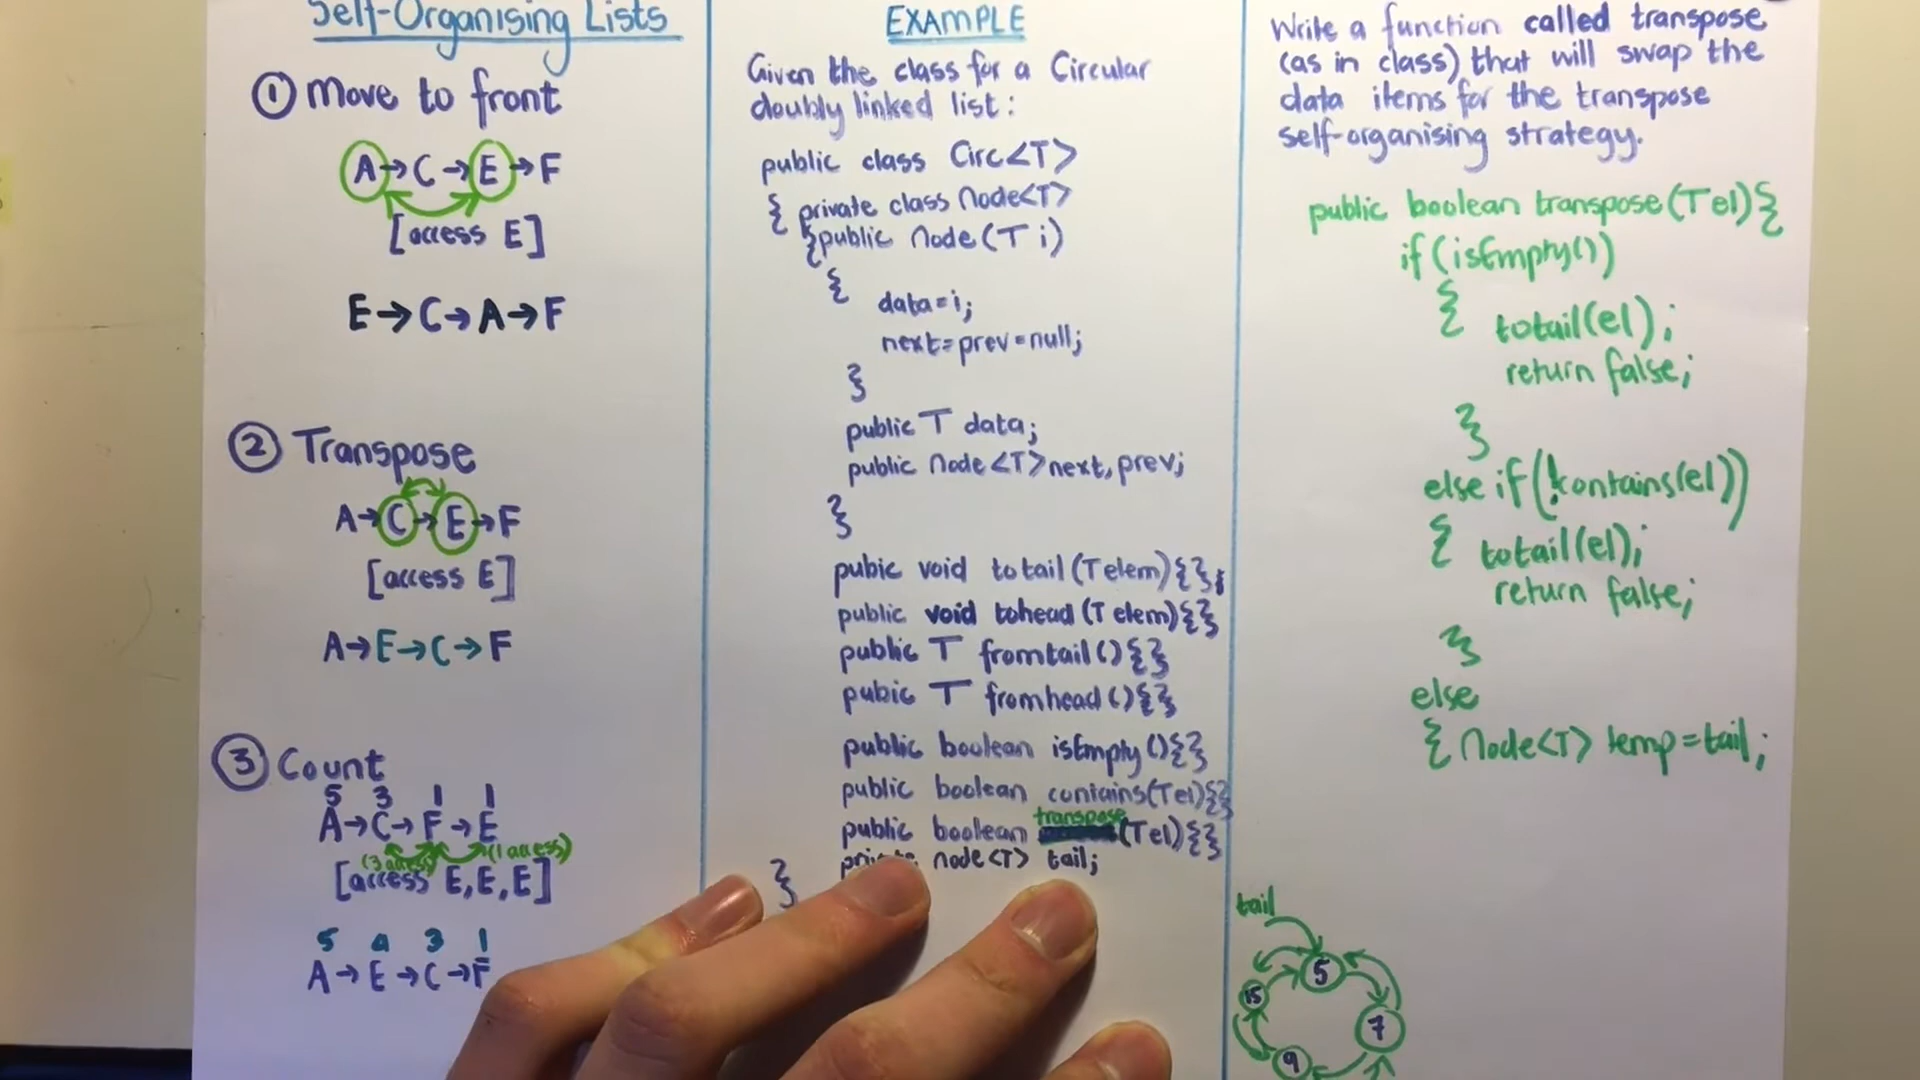 Self-Organising Lists
① Move to front
A→C→E→F
[access E]
E→C→A→F
② Transpose
A→C→E→F
[access E]
A→E→C→F
③ Count
5 3 1 1
A→C→F→E
(3 access) (1 access)
[access E,E,E]
5 4 3 1
A→E→C→F
EXAMPLE
Given the class for a Circular
doubly linked list:
public class Circ<T>
{ private class Node<T>
{public Node(T i)
{
data=i;
next=prev=null;
}
public T data;
public Node<T>next,prev;
}
pubic void totail(T elem){};
public void tohead(T elem){}
public T fromtail(){}
pubic T fromhead(){}
public boolean isEmpty(){}
public boolean contains(T el){}
public boolean transpose(T el){}
private node<T> tail;
}
Write a function called transpose
(as in class) that will swap the
data items for the transpose
self-organising strategy.
public boolean transpose(T el){
if(isEmpty())
{ totail(el);
return false;
}
else if(!contains(el))
{ totail(el);
return false;
}
else
{ Node<T> temp=tail;
tail
5
15
7
9